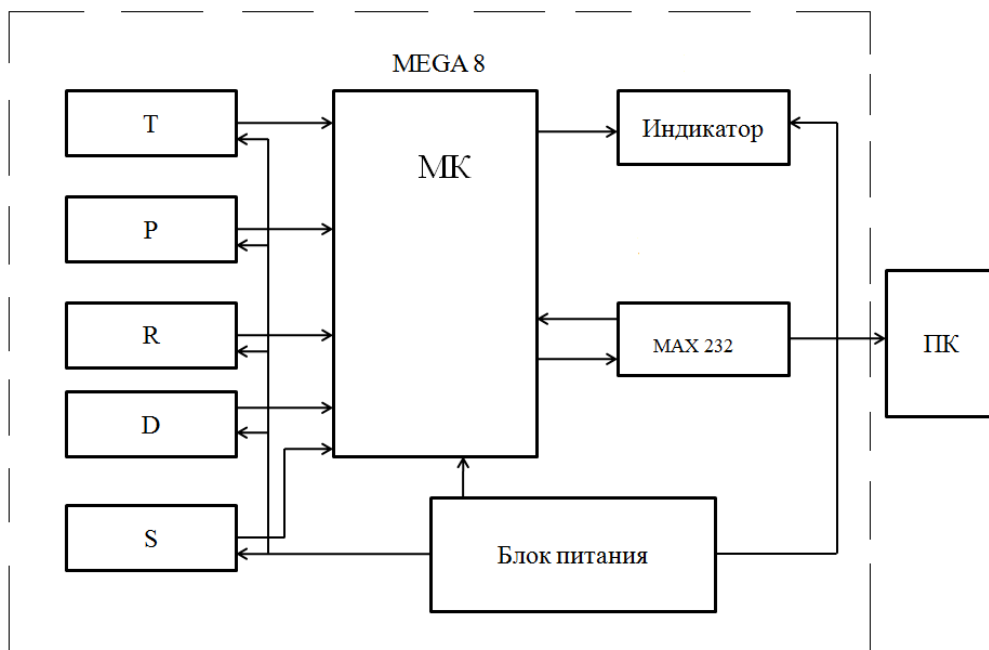 MEGA 8
T
МК
Индикатор
P
R
MAX 232
ПК
D
S
Блок питания